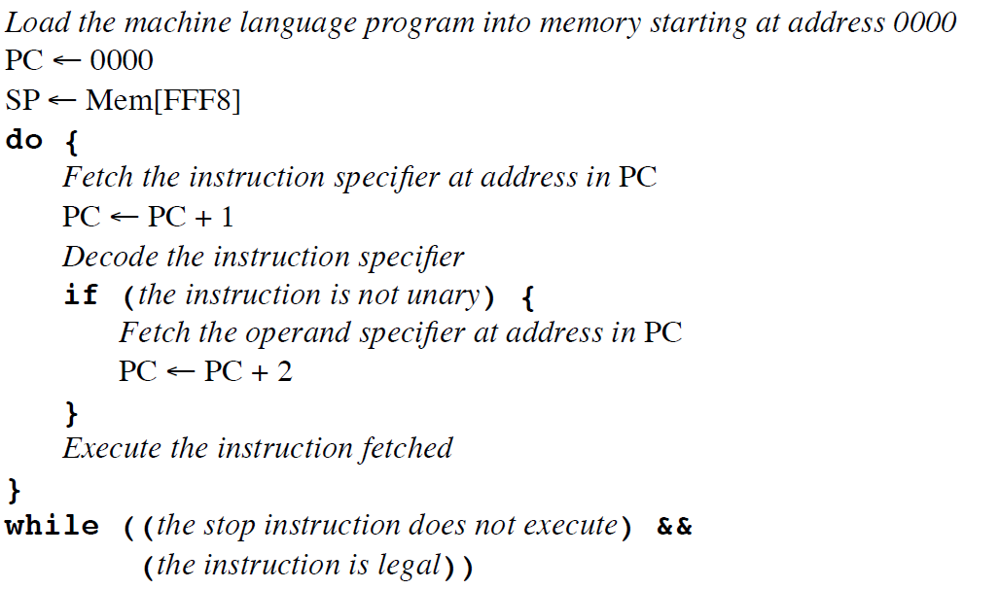 Load the machine language program into memory starting at address 0000
PC ← 0000
SP ← Mem[FFF8]
do {
Fetch the instruction specifier at address in PC
PC ← PC + 1
Decode the instruction specifier
if (the instruction is not unary) {
Fetch the operand specifier at address in PC
PC ← PC + 2
}
Execute the instruction fetched
}
while ((the stop instruction does not execute) &&
(the instruction is legal))